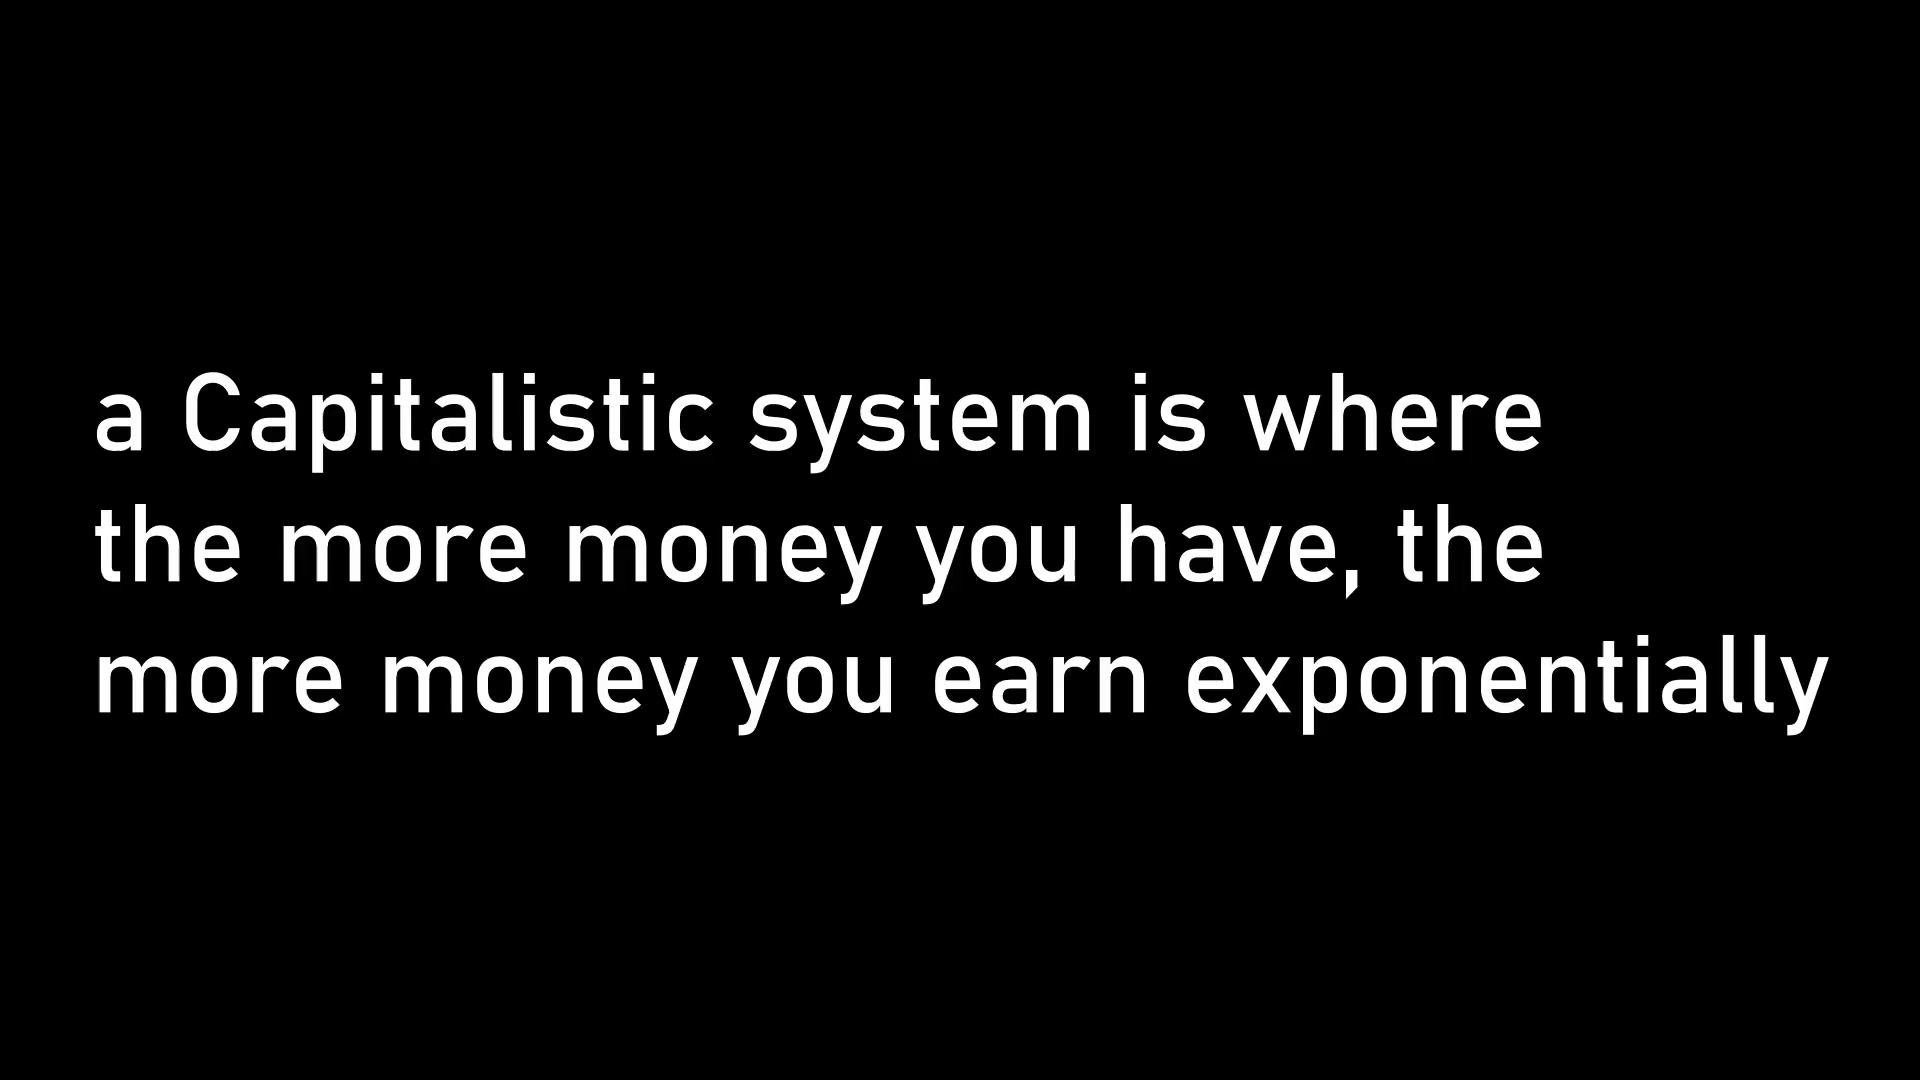 a Capitalistic system is where
the more money you have, the
more money you earn exponentially